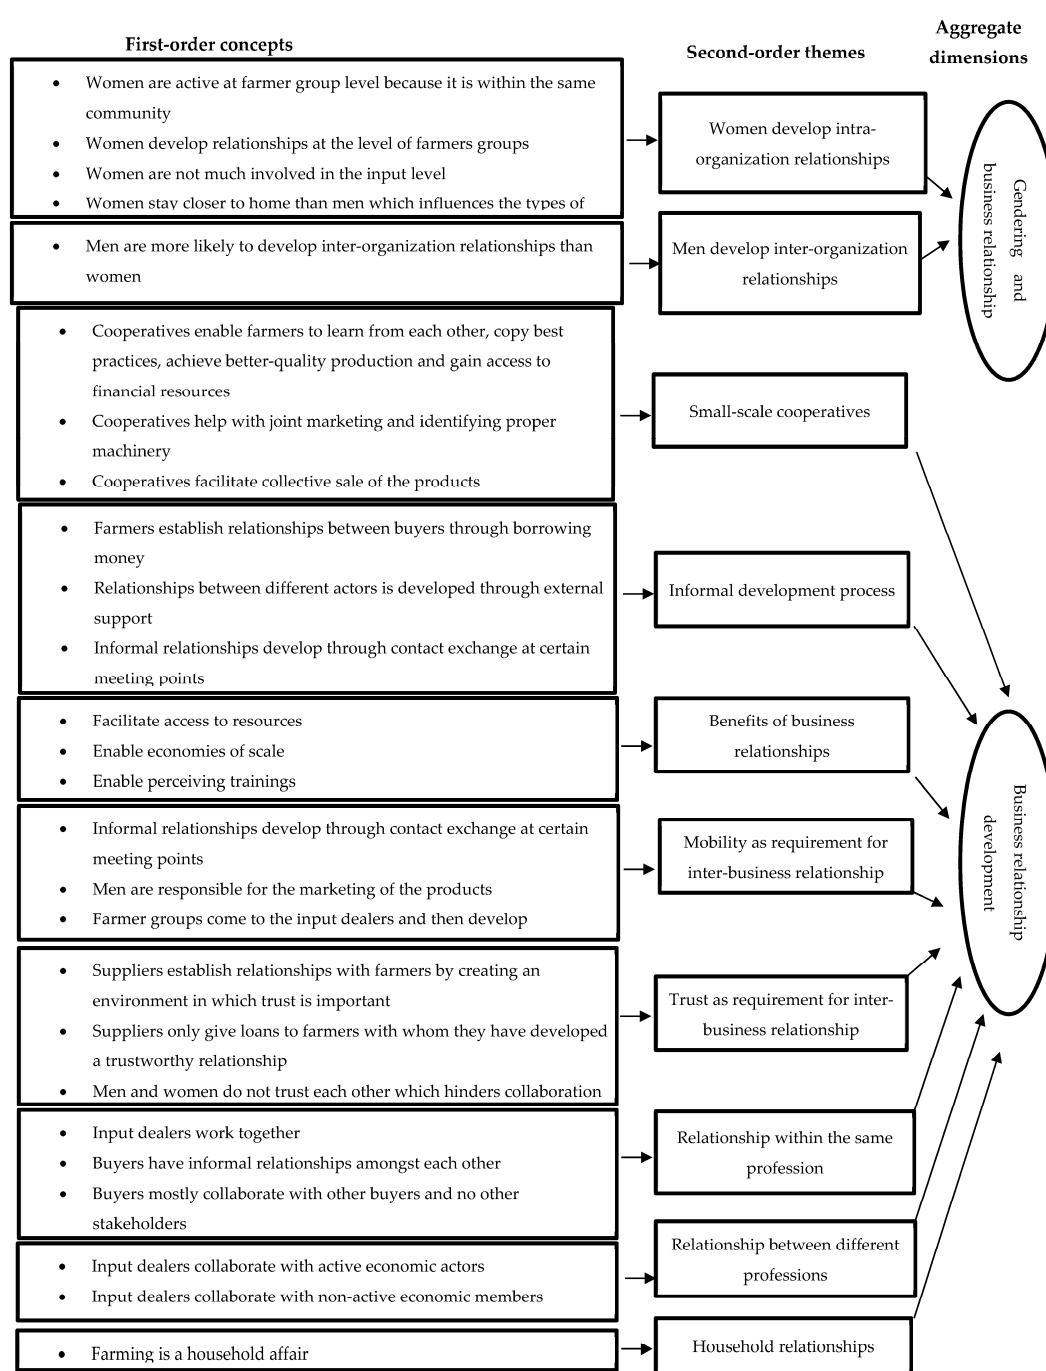 First-order concepts
Second-order themes
Aggregate
dimensions
• Women are active at farmer group level because it is within the same
community
• Women develop relationships at the level of farmers groups
• Women are not much involved in the input level
• Women stay closer to home than men which influences the types of
Women develop intra-
organization relationships
• Men are more likely to develop inter-organization relationships than
women
Men develop inter-organization
relationships
Gendering and
business relationship
• Cooperatives enable farmers to learn from each other, copy best
practices, achieve better-quality production and gain access to
financial resources
• Cooperatives help with joint marketing and identifying proper
machinery
• Cooperatives facilitate collective sale of the products
Small-scale cooperatives
• Farmers establish relationships between buyers through borrowing
money
• Relationships between different actors is developed through external
support
• Informal relationships develop through contact exchange at certain
meeting points
Informal development process
• Facilitate access to resources
• Enable economies of scale
• Enable perceiving trainings
Benefits of business
relationships
• Informal relationships develop through contact exchange at certain
meeting points
• Men are responsible for the marketing of the products
• Farmer groups come to the input dealers and then develop
Mobility as requirement for
inter-business relationship
• Suppliers establish relationships with farmers by creating an
environment in which trust is important
• Suppliers only give loans to farmers with whom they have developed
a trustworthy relationship
• Men and women do not trust each other which hinders collaboration
Trust as requirement for inter-
business relationship
• Input dealers work together
• Buyers have informal relationships amongst each other
• Buyers mostly collaborate with other buyers and no other
stakeholders
Relationship within the same
profession
• Input dealers collaborate with active economic actors
• Input dealers collaborate with non-active economic members
Relationship between different
professions
• Farming is a household affair
Household relationships
Business relationship
development